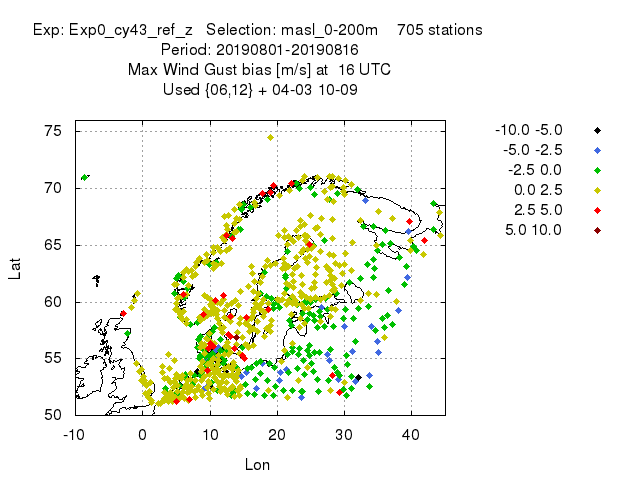 Exp: Exp0_cy43_ref_z   Selection: masl_0-200m    705 stations
Period: 20190801-20190816
Max Wind Gust bias [m/s] at  16 UTC
Used {06,12} + 04-03 10-09
75
70
65
60
55
50
-10 0 10 20 30 40
Lat
Lon
-10.0 -5.0
-5.0 -2.5
-2.5 0.0
0.0 2.5
2.5 5.0
5.0 10.0